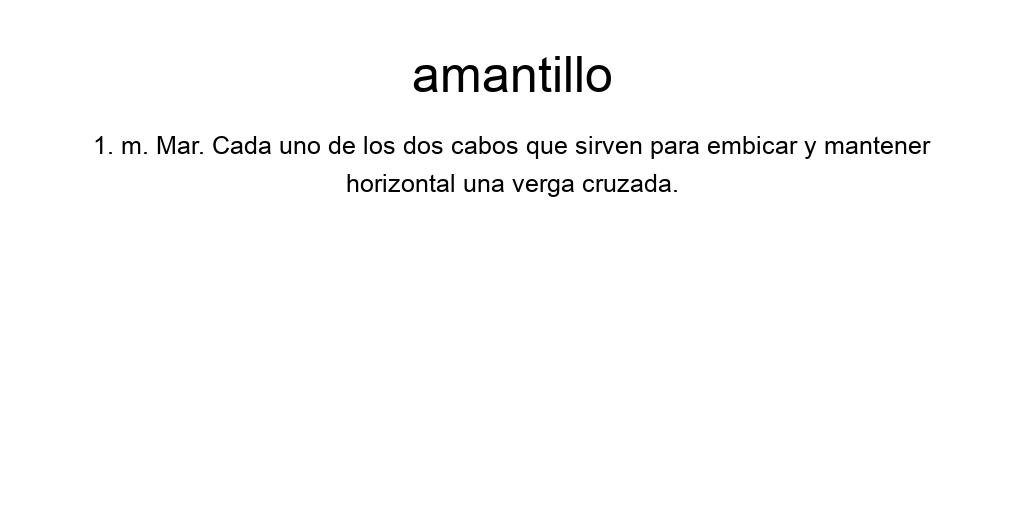 amantillo
1. m. Mar. Cada uno de los dos cabos que sirven para embicar y mantener
horizontal una verga cruzada.